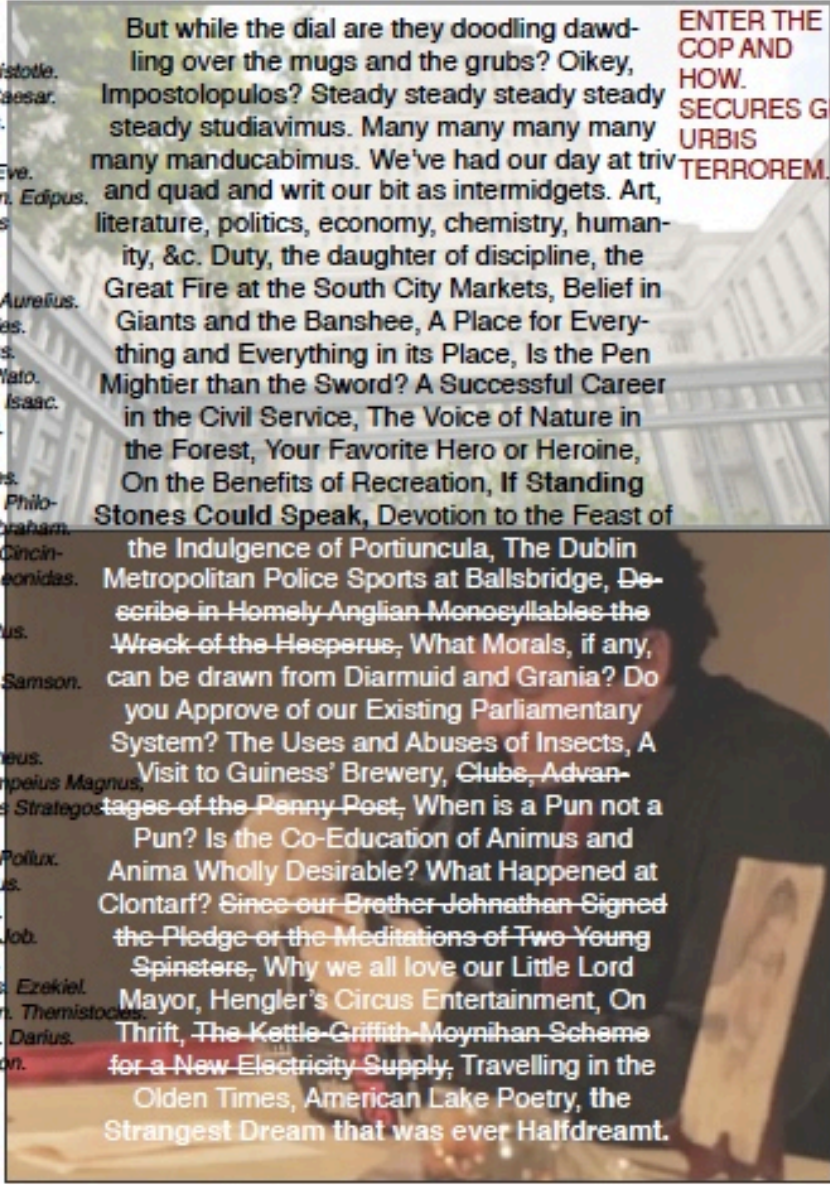 But while the dial are they doodling dawd-
ling over the mugs and the grubs? Oikey,
Impostolopulos? Steady steady steady steady
steady studiavimus. Many many many many
many manducabimus. We've had our day at triv
and quad and writ our bit as intermidgets. Art,
literature, politics, economy, chemistry, human-
ity, &c. Duty, the daughter of discipline, the
Great Fire at the South City Markets, Belief in
Giants and the Banshee, A Place for Every-
thing and Everything in its Place, Is the Pen
Mightier than the Sword? A Successful Career
in the Civil Service, The Voice of Nature in
the Forest, Your Favorite Hero or Heroine,
On the Benefits of Recreation, If Standing
Stones Could Speak, Devotion to the Feast of
the Indulgence of Portiuncula, The Dublin
Metropolitan Police Sports at Ballsbridge, De-
scribe in Homely Anglian Monosyllables the
Wreck of the Hesperus, What Morals, if any,
can be drawn from Diarmuid and Grania? Do
you Approve of our Existing Parliamentary
System? The Uses and Abuses of Insects, A
Visit to Guiness' Brewery, Clubs, Advan-
tages of the Penny Post, When is a Pun not a
Pun? Is the Co-Education of Animus and
Anima Wholly Desirable? What Happened at
Clontarf? Since our Brother Johnathan Signed
the Pledge or the Meditations of Two Young
Spinsters, Why we all love our Little Lord
Mayor, Hengler's Circus Entertainment, On
Thrift, The Kettle-Griffith-Moynihan Scheme
for a New Electricity Supply, Travelling in the
Olden Times, American Lake Poetry, the
Strangest Dream that was ever Halfdreamt.
ENTER THE
COP AND
HOW.
SECURES G
URBIS
TERROREM.
istotle.
aesar.
s.
Eve.
n. Edipus.
s
Aurelius.
es.
s.
lato.
Isaac.
es.
Philo-
braham.
Cincin-
eonidas.
us.
Samson.
eus.
mpeius Magnus,
s Strategos
Pollux.
us.
Job.
s. Ezekiel.
n. Themistocles.
. Darius.
on.